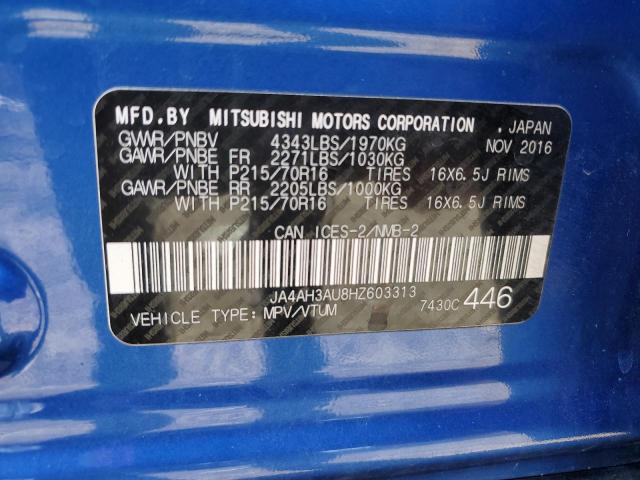 MFD.BY MITSUBISHI MOTORS CORPORATION , JAPAN
GVWR/PNBV 4343LBS/1970KG NOV 2016
GAWR/PNBE FR 2271LBS/1030KG
WITH P215/70R16 TIRES 16X6.5J RIMS
GAWR/PNBE RR 2205LBS/1000KG
WITH P215/70R16 TIRES 16X6.5J RIMS
CAN ICES-2/NMB-2
JA4AH3AU8HZ603313
VEHICLE TYPE: MPV/VTUM 7430C 446